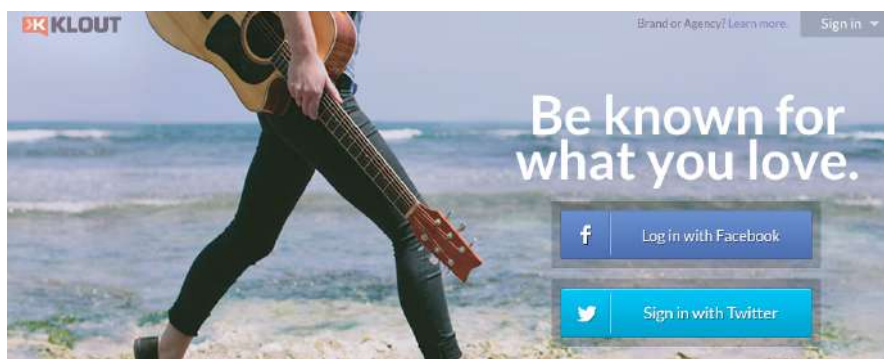 KLOUT
Brand or Agency? Learn more.
Sign in
Be known for
what you love.
f
Log in with Facebook
Sign in with Twitter